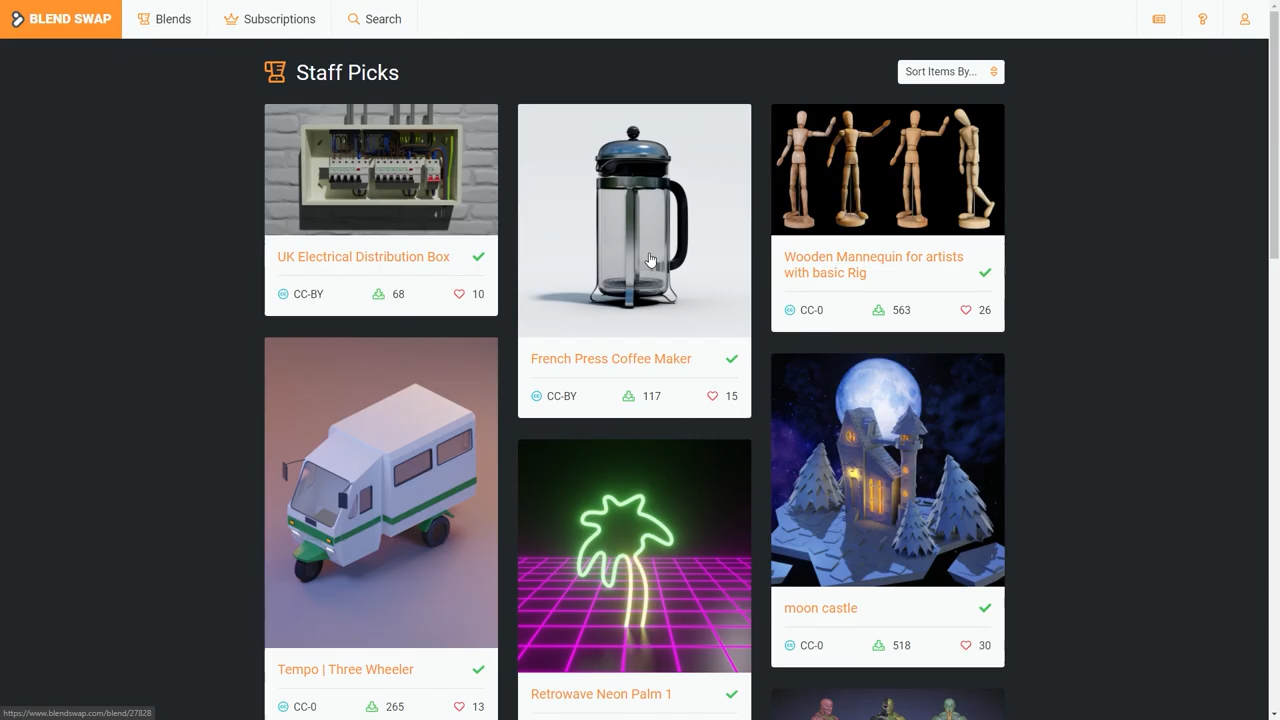 BLEND SWAP
Blends
Subscriptions
Search
Staff Picks
Sort Items By...
UK Electrical Distribution Box
CC-BY 68 10
French Press Coffee Maker
CC-BY 117 15
Wooden Mannequin for artists
with basic Rig
CC-0 563 26
Tempo | Three Wheeler
CC-0 265 13
Retrowave Neon Palm 1
moon castle
CC-0 518 30
https://www.blendswap.com/blend/27828